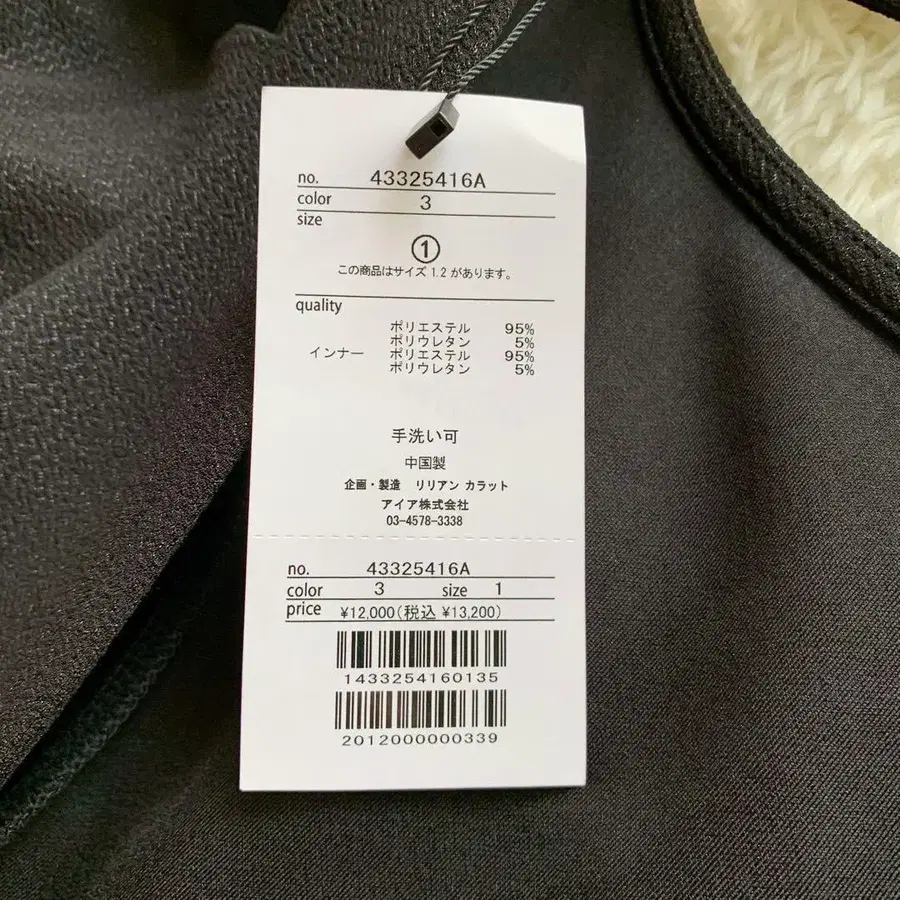 no. 43325416A
color 3
size
①
この商品はサイズ 1.2 があります。
quality
ポリエステル 95%
ポリウレタン 5%
インナー ポリエステル 95%
ポリウレタン 5%
手洗い可
中国製
企画・製造 リリアン カラット
アイア株式会社
03-4578-3338
no. 43325416A
color 3 size 1
price ¥12,000(税込 ¥13,200)
1433254160135
2012000000339